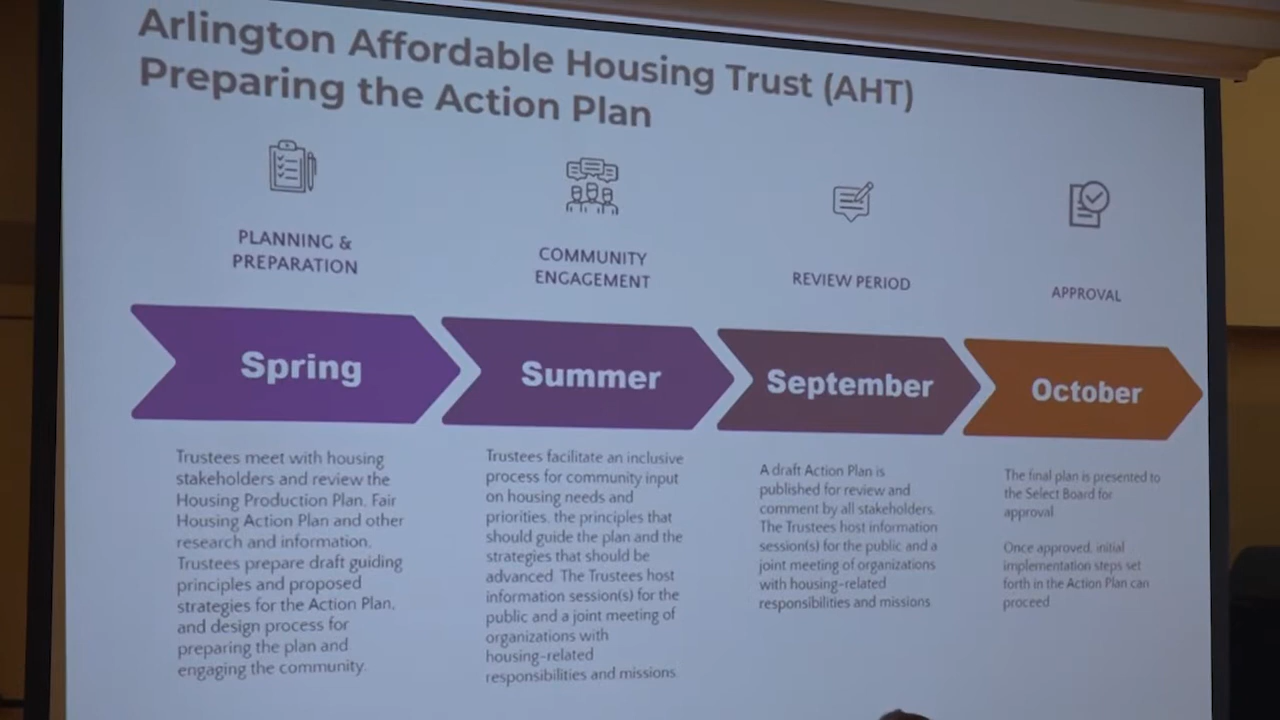 Arlington Affordable Housing Trust (AHT)
Preparing the Action Plan
PLANNING &
PREPARATION
Spring
Trustees meet with housing
stakeholders and review the
Housing Production Plan, Fair
Housing Action Plan and other
research and information.
Trustees prepare draft guiding
principles and proposed
strategies for the Action Plan,
and design process for
preparing the plan and
engaging the community.
COMMUNITY
ENGAGEMENT
Summer
Trustees facilitate an inclusive
process for community input
on housing needs and
priorities, the principles that
should guide the plan and the
strategies that should be
advanced. The Trustees host
information session(s) for the
public and a joint meeting of
organizations with
housing-related
responsibilities and missions
REVIEW PERIOD
September
A draft Action Plan is
published for review and
comment by all stakeholders.
The Trustees host information
session(s) for the public and a
joint meeting of organizations
with housing-related
responsibilities and missions
APPROVAL
October
The final plan is presented to
the Select Board for
approval
Once approved, initial
implementation steps set
forth in the Action Plan can
proceed